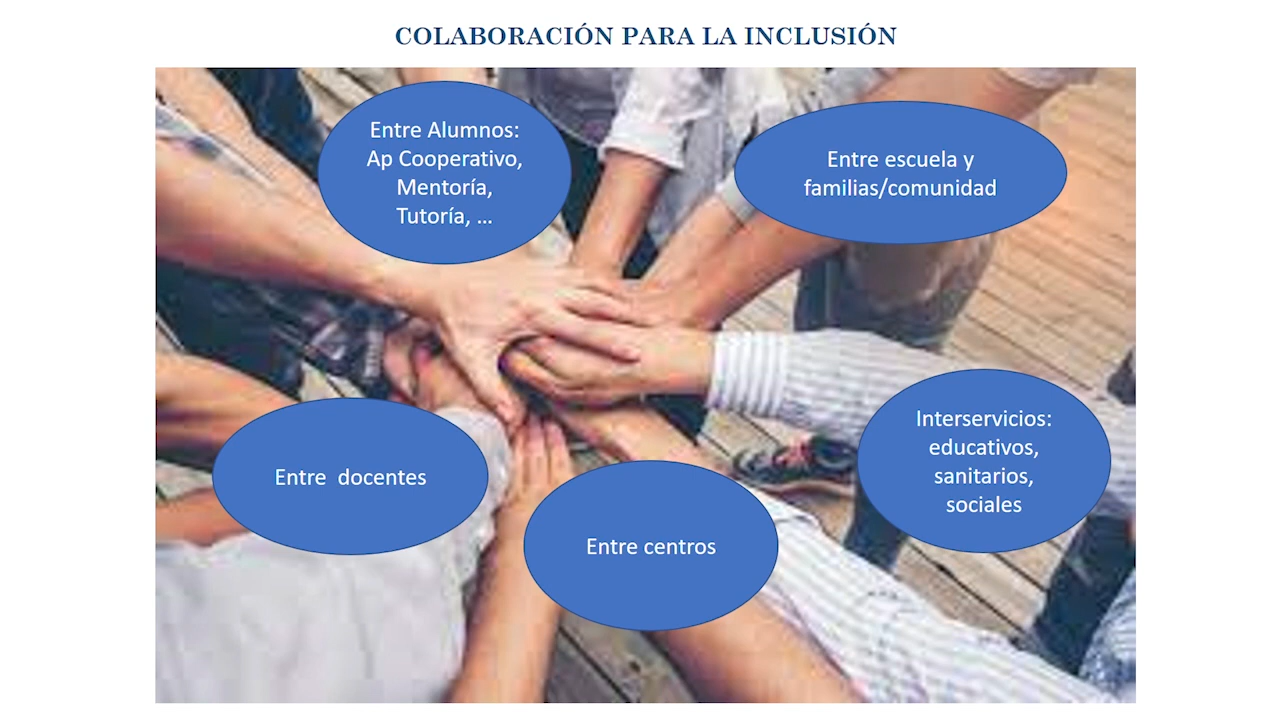 COLABORACIÓN PARA LA INCLUSIÓN
Entre Alumnos:
Ap Cooperativo,
Mentoría,
Tutoría, ...
Entre escuela y
familias/comunidad
Entre  docentes
Entre centros
Interservicios:
educativos,
sanitarios,
sociales